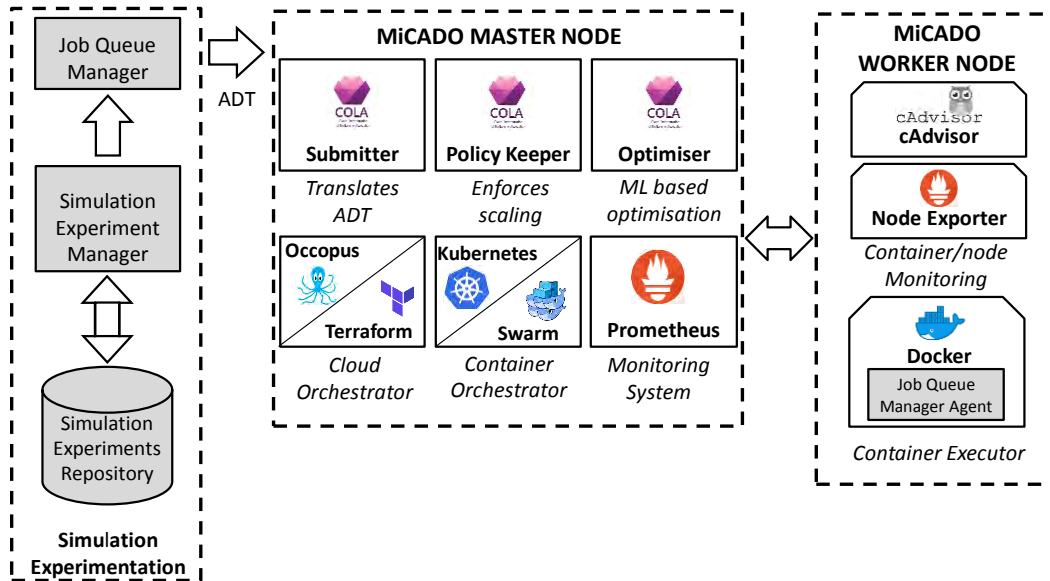 Job Queue
Manager
Simulation
Experiment
Manager
Simulation
Experiments
Repository
Simulation
Experimentation
ADT
MiCADO MASTER NODE
COLA
Submitter
Translates
ADT
COLA
Policy Keeper
Enforces
scaling
COLA
Optimiser
ML based
optimisation
Occopus
Terraform
Cloud
Orchestrator
Kubernetes
Swarm
Container
Orchestrator
Prometheus
Monitoring
System
MiCADO
WORKER NODE
cAdvisor
cAdvisor
Node Exporter
Container/node
Monitoring
Docker
Job Queue
Manager Agent
Container Executor